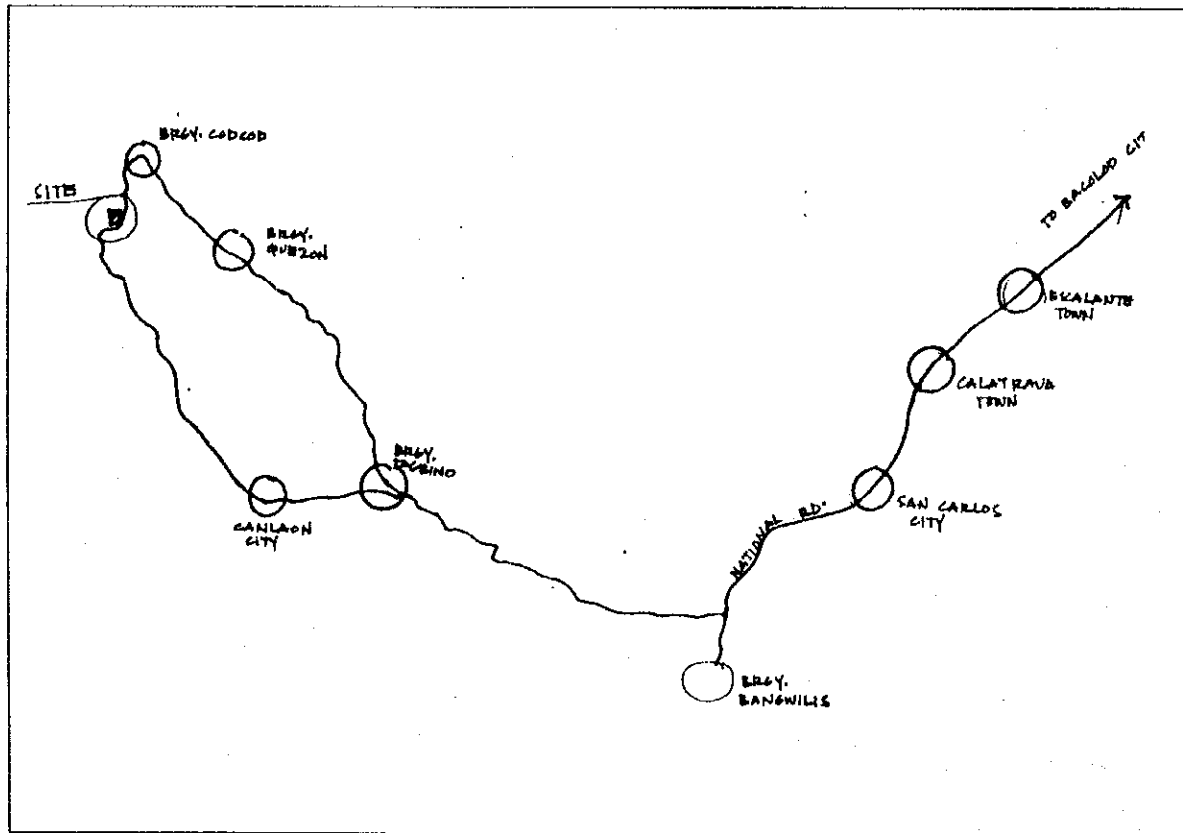 BRGY. CODCOD
SITE
BRGY.
QUEZON
TO BACOLOD CIT
ESCALANTE
TOWN
CALATRAVA
TOWN
BRGY.
SAN CARLOS
CITY
NATIONAL RD.
CANLAON
CITY
BRGY.
BANGWILIS